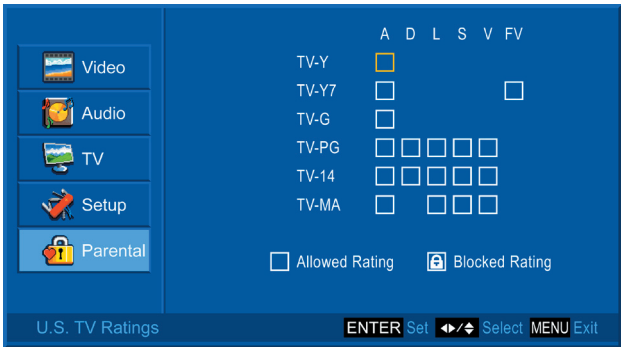 A D L S V FV
Video
TV-Y
TV-Y7
Audio
TV-G
TV-PG
TV
TV-14
Setup
TV-MA
Parental
Allowed Rating Blocked Rating
U.S. TV Ratings ENTER Set / Select MENU Exit